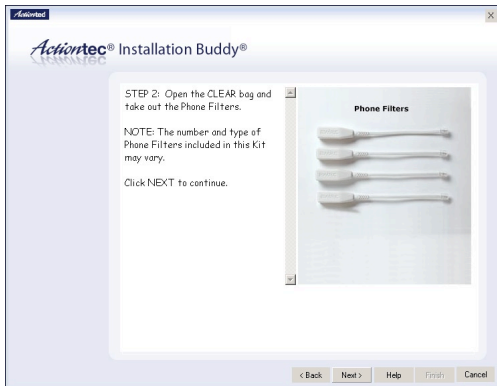 Actiontec
Actiontec® Installation Buddy®
STEP 2: Open the CLEAR bag and
take out the Phone Filters.
NOTE: The number and type of
Phone Filters included in this Kit
may vary.
Click NEXT to continue.
Phone Filters
< Back Next > Help Finish Cancel